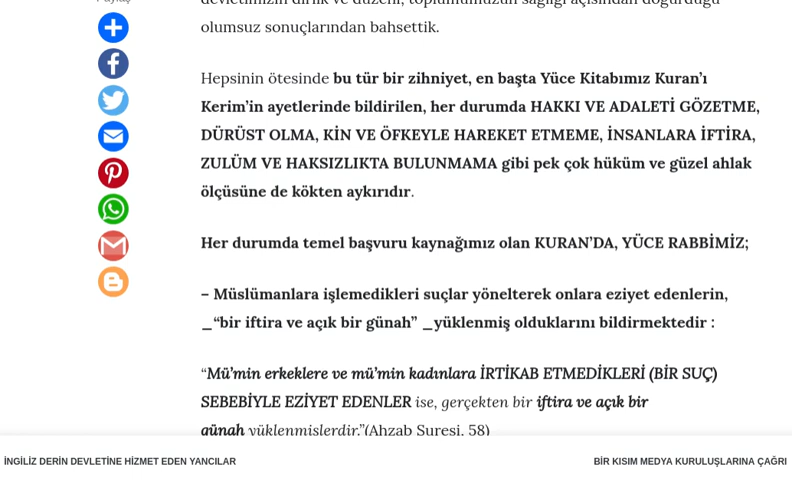 olumsuz sonuçlarından bahsettik.
Hepsinin ötesinde bu tür bir zihniyet, en başta Yüce Kitabımız Kuran’ı
Kerim’in ayetlerinde bildirilen, her durumda HAKKI VE ADALETİ GÖZETME,
DÜRÜST OLMA, KİN VE ÖFKEYLE HAREKET ETMEME, İNSANLARA İFTİRA,
ZULÜM VE HAKSIZLIKTA BULUNMAMA gibi pek çok hüküm ve güzel ahlak
ölçüsüne de kökten aykırıdır.
Her durumda temel başvuru kaynağımız olan KURAN’DA, YÜCE RABBİMİZ;
– Müslümanlara işlemedikleri suçlar yönelterek onlara eziyet edenlerin,
_“bir iftira ve açık bir günah” _yüklenmiş olduklarını bildirmektedir :
“Mü’min erkeklere ve mü’min kadınlara İRTİKAB ETMEDİKLERİ (BİR SUÇ)
SEBEBİYLE EZİYET EDENLER ise, gerçekten bir iftira ve açık bir
günah yüklenmişlerdir.”(Ahzab Suresi, 58)
İNGİLİZ DERİN DEVLETİNE HİZMET EDEN YANCILAR
BİR KISIM MEDYA KURULUŞLARINA ÇAĞRI